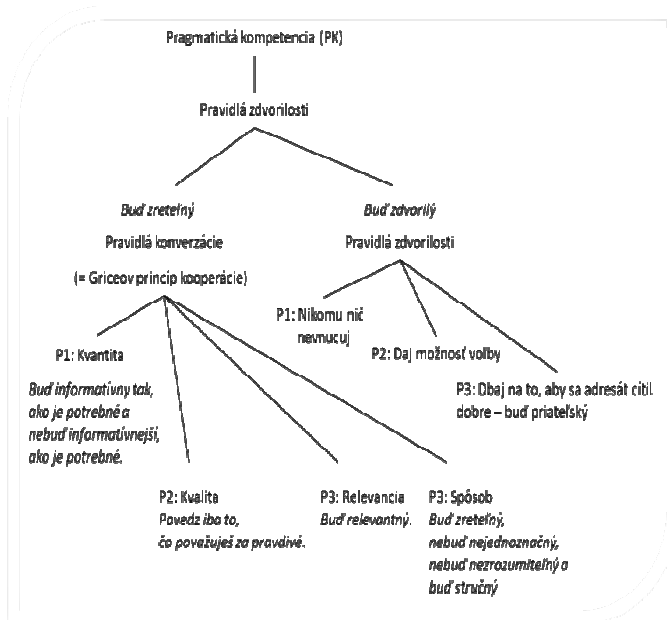 Pragmatická kompetencia (PK)
Pravidlá zdvorilosti
Buď zreteľný
Buď zdvorilý
Pravidlá konverzácie
Pravidlá zdvorilosti
(= Griceov princíp kooperácie)
P1: Nikomu nič
nevnucuj
P1: Kvantita
P2: Daj možnosť voľby
Buď informatívny tak,
ako je potrebné a
nebuď informatívnejší,
ako je potrebné.
P3: Dbaj na to, aby sa adresát cítil
dobre – buď priateľský
P2: Kvalita
Povedz iba to,
čo považuješ za pravdivé.
P3: Relevancia
Buď relevantný.
P3: Spôsob
Buď zreteľný,
nebuď nejednoznačný,
nebuď nezrozumiteľný a
buď stručný